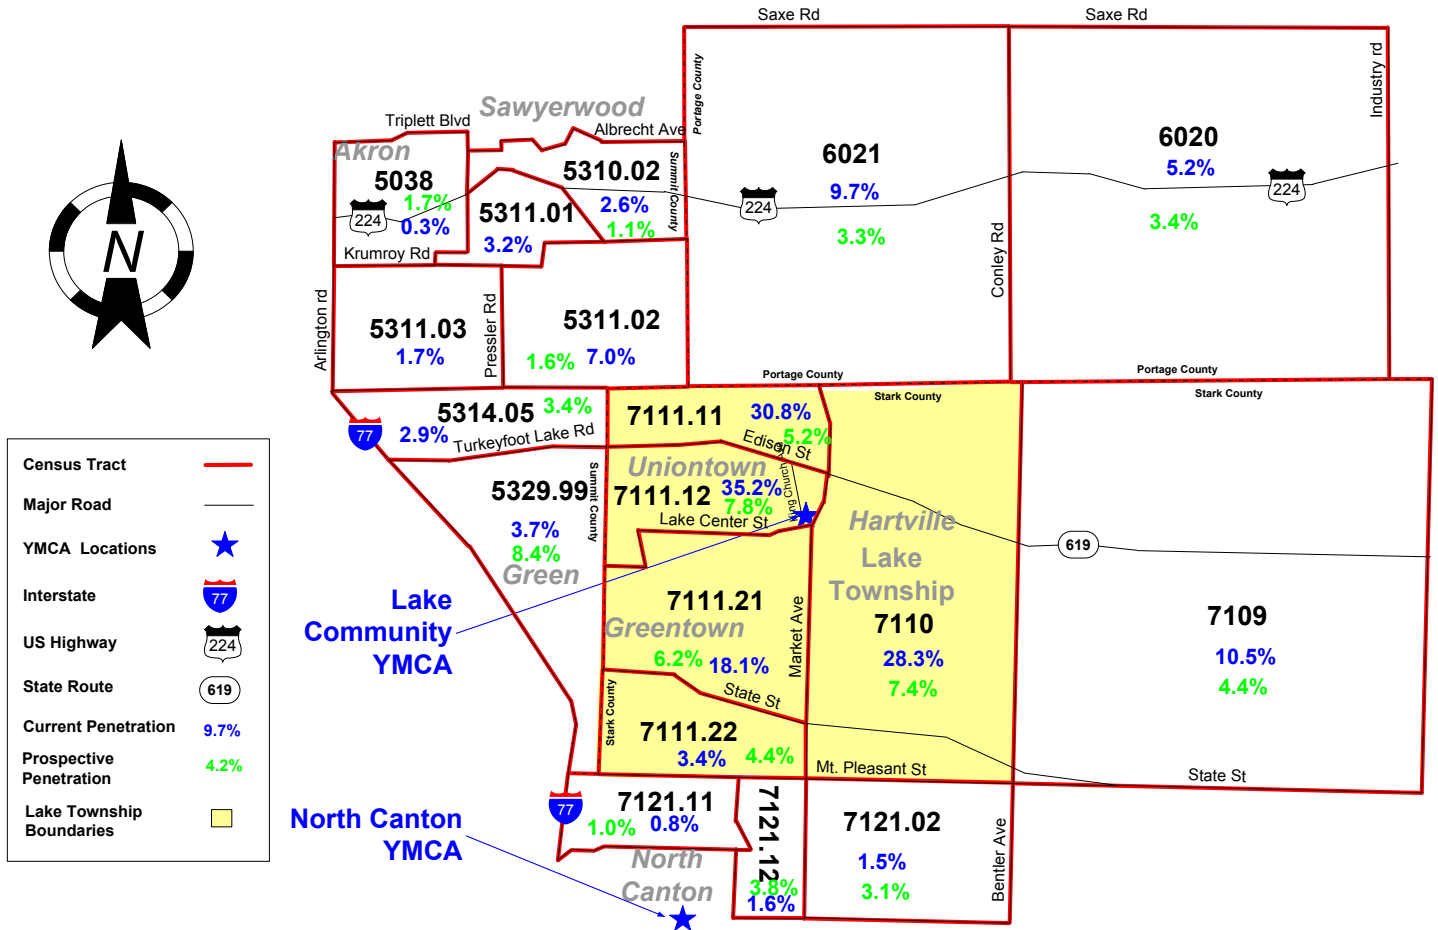 Saxe Rd
Saxe Rd
Industry rd
Portage County
Sawyerwood
Triplett Blvd
Albrecht Ave
Akron
5038
1.7%
0.3%
224
Krumroy Rd
5310.02
2.6%
1.1%
Summit County
5311.01
3.2%
6021
9.7%
3.3%
224
Conley Rd
6020
5.2%
3.4%
224
N
Arlington rd
5311.03
1.7%
Pressler Rd
5311.02
1.6%
7.0%
Portage County
Stark County
Portage County
Stark County
5314.05
3.4%
2.9%
Turkeyfoot Lake Rd
77
7111.11
30.8%
5.2%
Edison St
Uniontown
7111.12
35.2%
7.8%
Lake Center St
5329.99
3.7%
8.4%
Green
Summit County
Hartville
Lake
Township
7110
28.3%
7.4%
619
7109
10.5%
4.4%
Lake
Community
YMCA
7111.21
Greentown
6.2%
18.1%
Market Ave
State St
Stark County
7111.22
3.4%
4.4%
Mt. Pleasant St
State St
77
7121.11
1.0%
0.8%
7121.12
3.8%
1.6%
7121.02
1.5%
3.1%
Bentler Ave
North Canton
YMCA
North
Canton
Census Tract
Major Road
YMCA Locations
Interstate
77
US Highway
224
State Route
619
Current Penetration
9.7%
Prospective
Penetration
4.2%
Lake Township
Boundaries